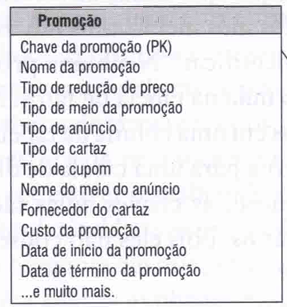 Promoção
Chave da promoção (PK)
Nome da promoção
Tipo de redução de preço
Tipo de mídia da promoção
Tipo de anúncio
Tipo de cartaz
Tipo de cupom
Nome do meio do anúncio
Fornecedor do cartaz
Custo da promoção
Data de início da promoção
Data de término da promoção
...e muito mais.